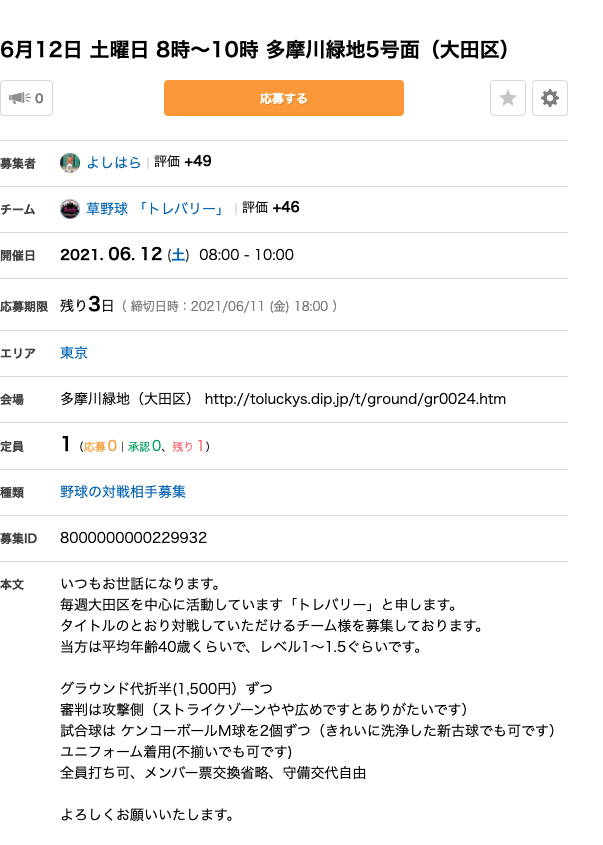 6月12日 土曜日 8時〜10時 多摩川緑地5号面（大田区）
0
応募する
募集者 よしはら | 評価 +49
チーム 草野球 「トレバリー」 | 評価 +46
開催日 2021. 06. 12 (土) 08:00 - 10:00
応募期限 残り3日（ 締切日時：2021/06/11 (金) 18:00 ）
エリア 東京
会場 多摩川緑地（大田区） http://toluckys.dip.jp/t/ground/gr0024.htm
定員 1（応募 0 | 承認 0、残り 1）
種類 野球の対戦相手募集
募集ID 8000000000229932
本文 いつもお世話になります。
毎週大田区を中心に活動しています「トレバリー」と申します。
タイトルのとおり対戦していただけるチーム様を募集しております。
当方は平均年齢40歳くらいで、レベル1〜1.5ぐらいです。
グラウンド代折半(1,500円）ずつ
審判は攻撃側（ストライクゾーンやや広めですとありがたいです）
試合球は ケンコーボールM球を2個ずつ（きれいに洗浄した新古球でも可です）
ユニフォーム着用(不揃いでも可です)
全員打ち可、メンバー票交換省略、守備交代自由
よろしくお願いいたします。